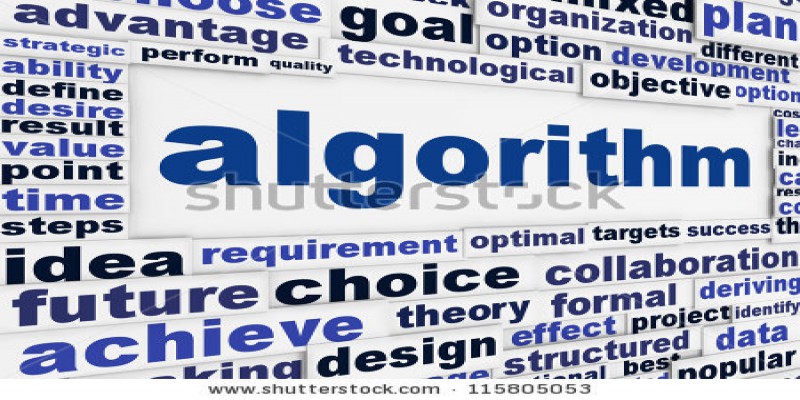 advantage
goal
mixed
organization
plan
strategic
perform
quality
technological
option
different
development
ability
objective
option
define
desire
result
value
point
time
steps
algorithm
shutterstock
idea
requirement
optimal
targets
success
future
choice
collaboration
achieve
theory
formal
deriving
design
effect
project
identify
structured
data
best
popular
www.shutterstock.com · 115805053